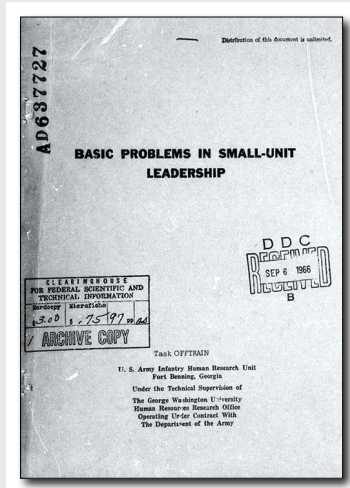 Distribution of this document is unlimited.
AD637727
BASIC PROBLEMS IN SMALL-UNIT
LEADERSHIP
DDC
RECEIVED
SEP 6 1966
B
CLEARINGHOUSE
FOR FEDERAL SCIENTIFIC AND
TECHNICAL INFORMATION
Hardcopy Microfiche
$3.00 $.75 97 pp
ARCHIVE COPY
Task OFFTRAIN
U. S. Army Infantry Human Research Unit
Fort Benning, Georgia
Under the Technical Supervision of
The George Washington University
Human Resources Research Office
Operating Under Contract With
The Department of the Army